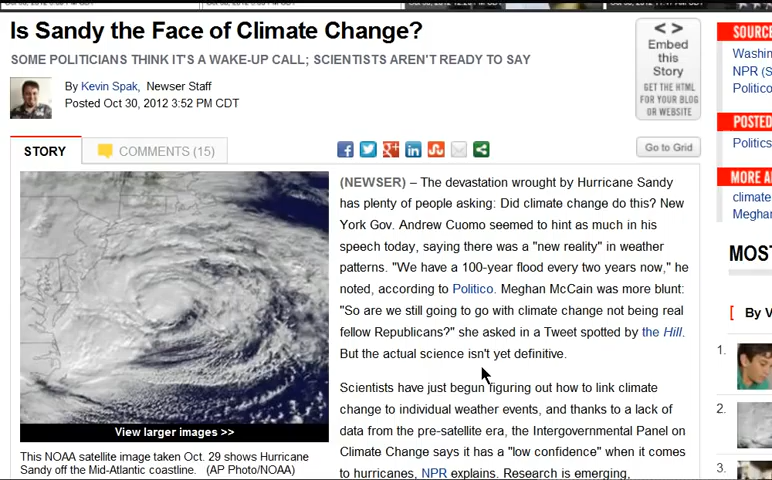 Is Sandy the Face of Climate Change?
SOME POLITICIANS THINK IT'S A WAKE-UP CALL; SCIENTISTS AREN'T READY TO SAY
By Kevin Spak, Newser Staff
Posted Oct 30, 2012 3:52 PM CDT
< >
Embed
this
Story
GET THE HTML
FOR YOUR BLOG
OR WEBSITE
STORY
COMMENTS (15)
Go to Grid
(NEWSER) – The devastation wrought by Hurricane Sandy
has plenty of people asking: Did climate change do this? New
York Gov. Andrew Cuomo seemed to hint as much in his
speech today, saying there was a "new reality" in weather
patterns. "We have a 100-year flood every two years now," he
noted, according to Politico. Meghan McCain was more blunt:
"So are we still going to go with climate change not being real
fellow Republicans?" she asked in a Tweet spotted by the Hill.
But the actual science isn't yet definitive.
Scientists have just begun figuring out how to link climate
change to individual weather events, and thanks to a lack of
data from the pre-satellite era, the Intergovernmental Panel on
Climate Change says it has a "low confidence" when it comes
to hurricanes, NPR explains. Research is emerging,
View larger images >>
This NOAA satellite image taken Oct. 29 shows Hurricane
Sandy off the Mid-Atlantic coastline. (AP Photo/NOAA)
SOURCE
Washin
NPR (S
Politico
POSTED
Politics
MORE A
climate
Meghan
MOS
[ By V
1.
2.
3.